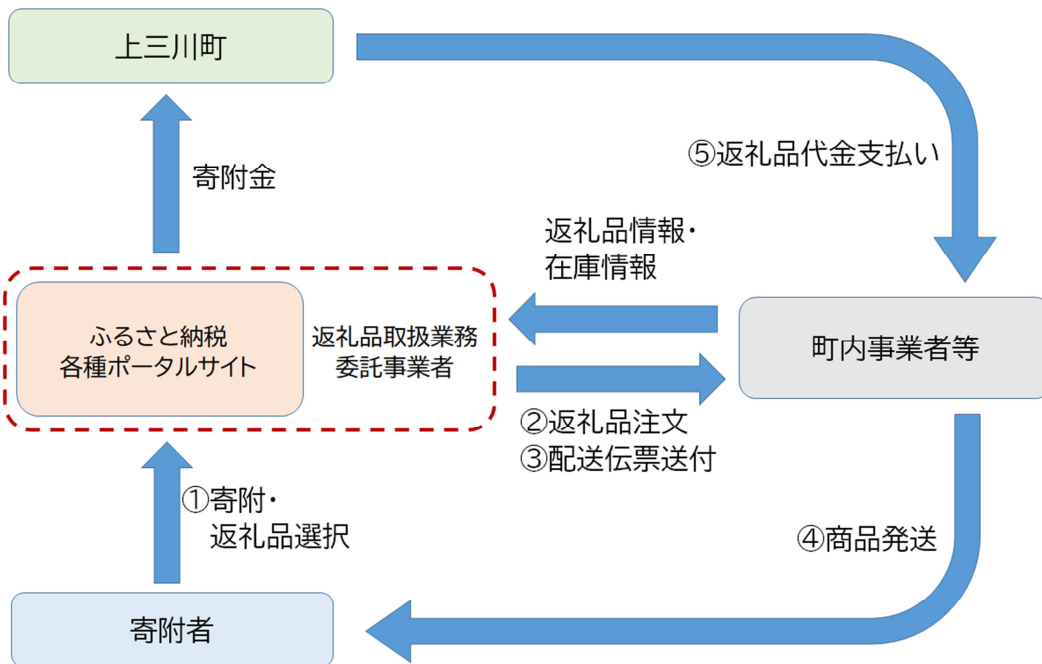 上三川町
⑤返礼品代金支払い
寄附金
返礼品情報・
在庫情報
ふるさと納税
各種ポータルサイト
返礼品取扱業務
委託事業者
町内事業者等
②返礼品注文
③配送伝票送付
①寄附・
返礼品選択
④商品発送
寄附者